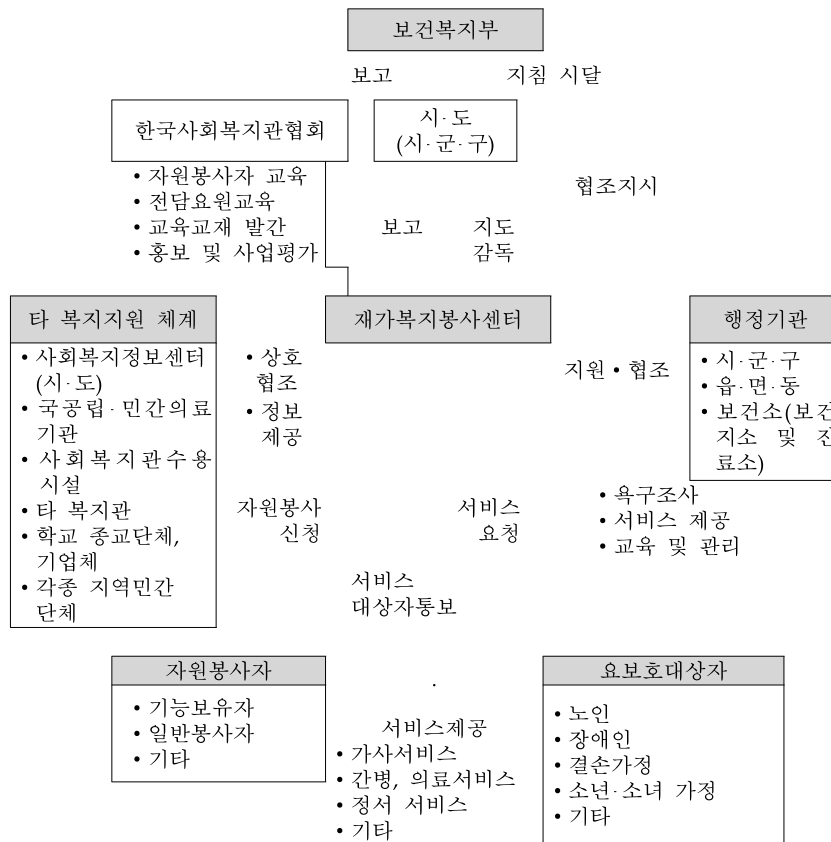 보건복지부
보고 지침 시달
한국사회복지관협회
시·도
(시·군·구)
• 자원봉사자 교육
• 전담요원교육
• 교육교재 발간
• 홍보 및 사업평가
협조지시
보고 지도
감독
타 복지지원 체계
• 사회복지정보센터
(시·도)
• 국공립·민간의료
기관
• 사회복지관수용
시설
• 타 복지관
• 학교 종교단체,
기업체
• 각종 지역민간
단체
재가복지봉사센터
• 상호
협조
• 정보
제공
지원·협조
행정기관
• 시·군·구
• 읍·면·동
• 보건소(보건
지소 및 진
료소)
자원봉사
신청
서비스
요청
• 욕구조사
• 서비스 제공
• 교육 및 관리
서비스
대상자통보
자원봉사자
• 기능보유자
• 일반봉사자
• 기타
서비스제공
• 가사서비스
• 간병, 의료서비스
• 정서 서비스
• 기타
요보호대상자
• 노인
• 장애인
• 결손가정
• 소년·소녀 가정
• 기타